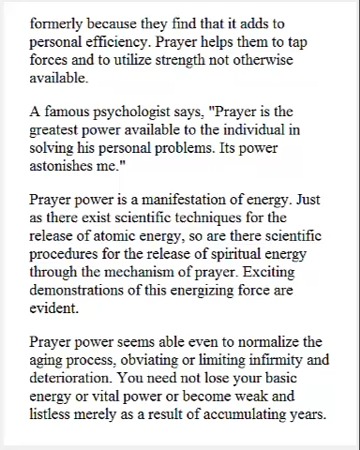 formerly because they find that it adds to
personal efficiency. Prayer helps them to tap
forces and to utilize strength not otherwise
available.
A famous psychologist says, "Prayer is the
greatest power available to the individual in
solving his personal problems. Its power
astonishes me."
Prayer power is a manifestation of energy. Just
as there exist scientific techniques for the
release of atomic energy, so are there scientific
procedures for the release of spiritual energy
through the mechanism of prayer. Exciting
demonstrations of this energizing force are
evident.
Prayer power seems able even to normalize the
aging process, obviating or limiting infirmity and
deterioration. You need not lose your basic
energy or vital power or become weak and
listless merely as a result of accumulating years.